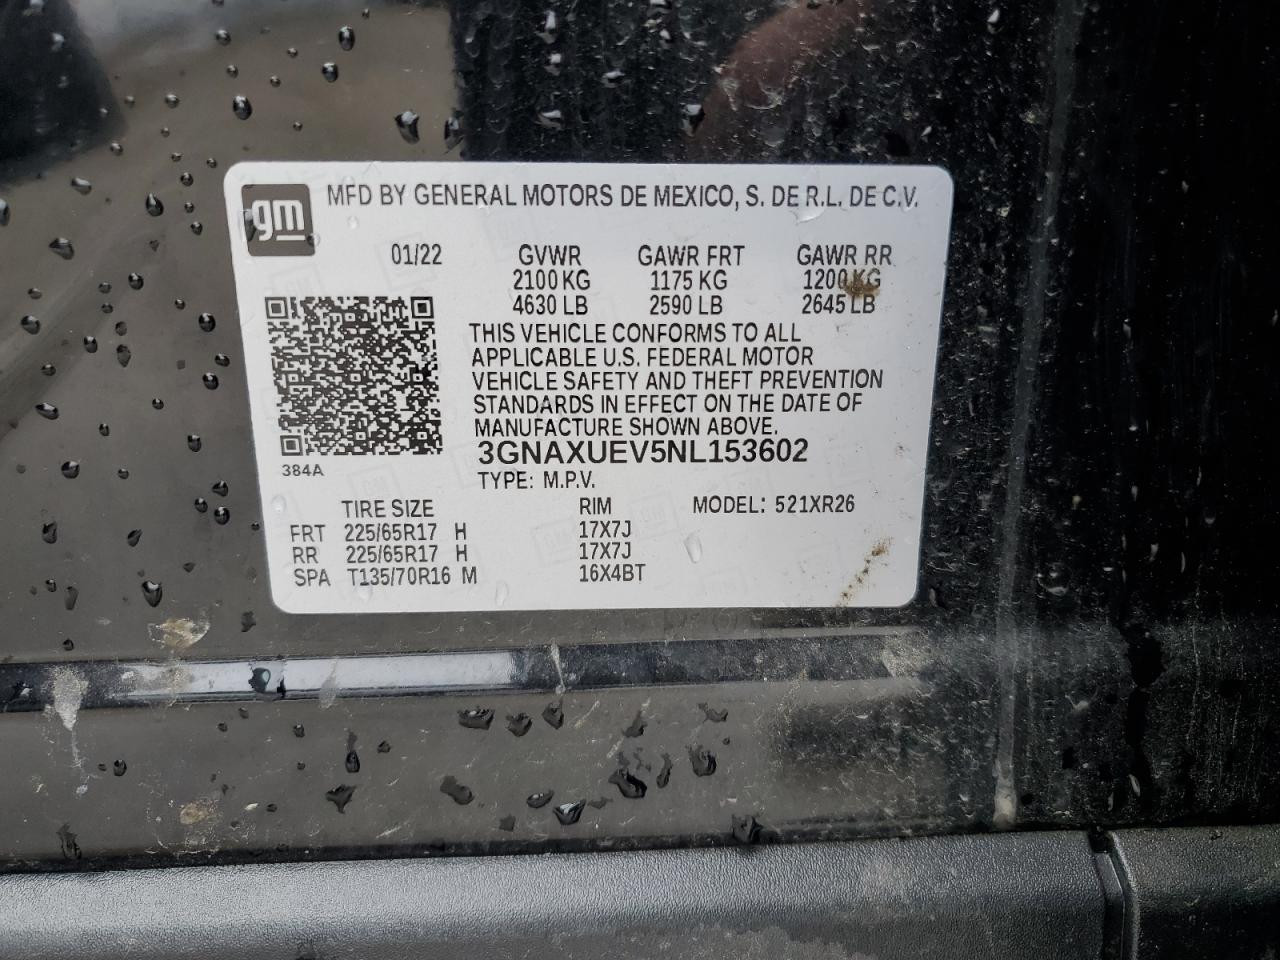 gm
MFD BY GENERAL MOTORS DE MEXICO, S. DE R.L. DE C.V.
01/22 GVWR GAWR FRT GAWR RR
2100 KG 1175 KG 1200 KG
4630 LB 2590 LB 2645 LB
THIS VEHICLE CONFORMS TO ALL
APPLICABLE U.S. FEDERAL MOTOR
VEHICLE SAFETY AND THEFT PREVENTION
STANDARDS IN EFFECT ON THE DATE OF
MANUFACTURE SHOWN ABOVE.
3GNAXUEV5NL153602
384A
TYPE: M.P.V.
TIRE SIZE RIM MODEL: 521XR26
FRT 225/65R17 H 17X7J
RR 225/65R17 H 17X7J
SPA T135/70R16 M 16X4BT